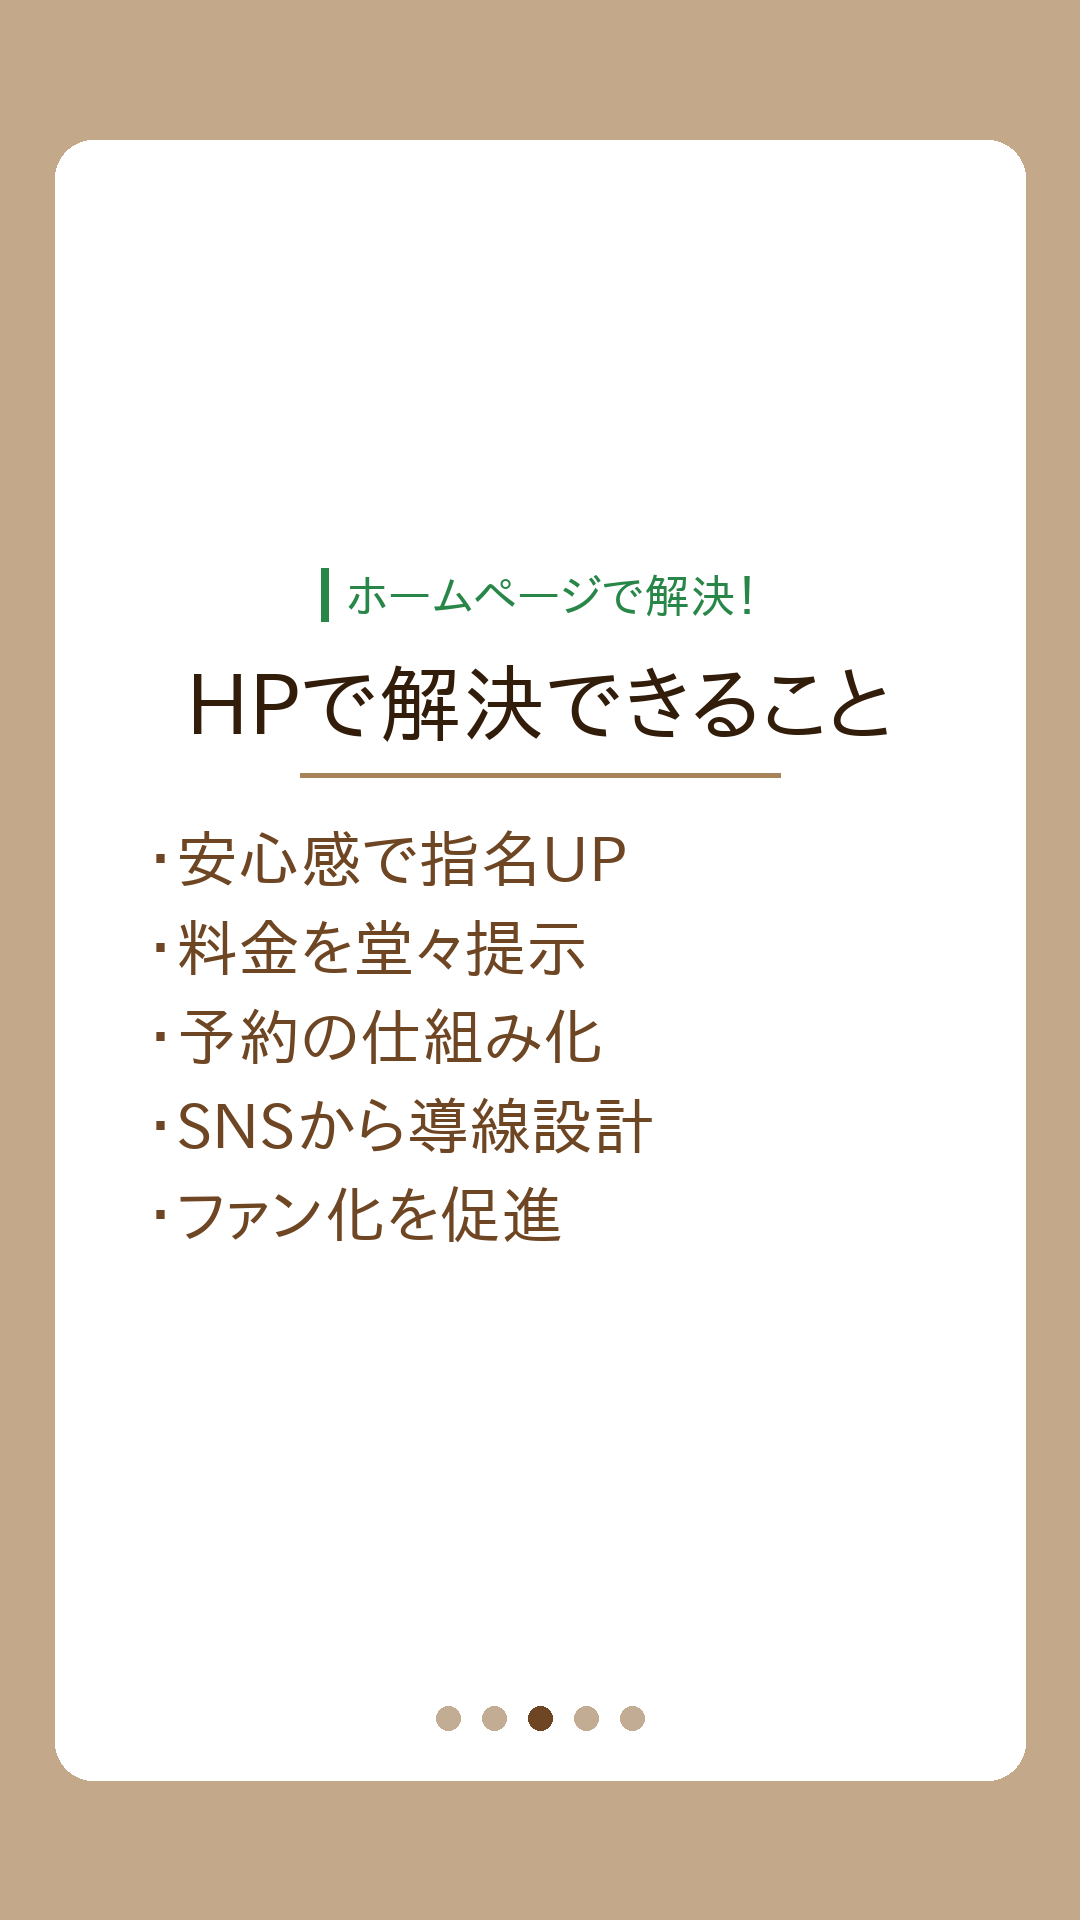 ホームページで解決！
HPで解決できること
・安心感で指名UP
・料金を堂々提示
・予約の仕組み化
・SNSから導線設計
・ファン化を促進